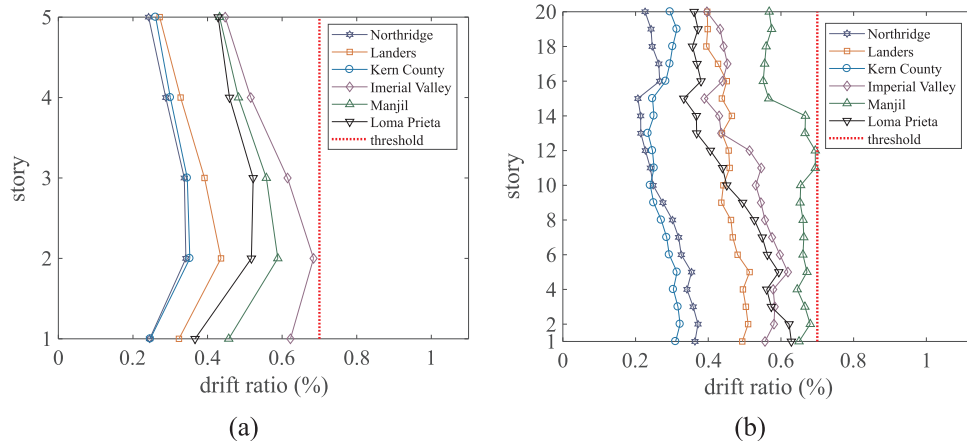 5
4
3
2
1
story
0
0.2
0.4
0.6
0.8
1
drift ratio (%)
Northridge
Landers
Kern County
Imerial Valley
Manjil
Loma Prieta
threshold
(a)
20
18
16
14
12
10
8
6
4
2
1
story
0
0.2
0.4
0.6
0.8
1
drift ratio (%)
Northridge
Landers
Kern County
Imperial Valley
Manjil
Loma Prieta
threshold
(b)